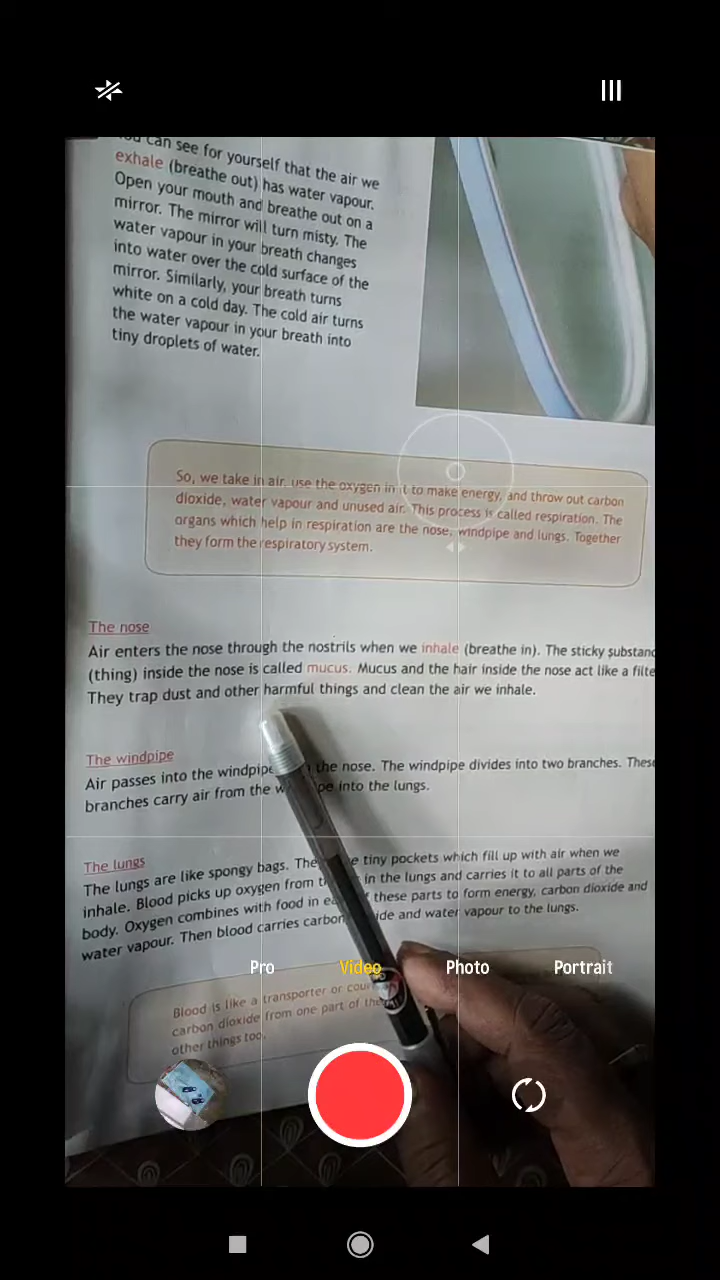 can see for yourself that the air we
exhale (breathe out) has water vapour.
Open your mouth and breathe out on a
mirror. The mirror will turn misty. The
water vapour in your breath changes
into water over the cold surface of the
mirror. Similarly, your breath turns
white on a cold day. The cold air turns
the water vapour in your breath into
tiny droplets of water.
So, we take in air, use the oxygen in it to make energy, and throw out carbon
dioxide, water vapour and unused air. This process is called respiration. The
organs which help in respiration are the nose, windpipe and lungs. Together
they form the respiratory system.
The nose
Air enters the nose through the nostrils when we inhale (breathe in). The sticky
(thing) inside the nose is called mucus. Mucus and the hair inside the nose act like a
They trap dust and other harmful things and clean the air we inhale.
The windpipe
Air passes into the windpipe the nose. The windpipe divides into two branches.
branches carry air from the into the lungs.
The lungs
The lungs are like spongy bags. tiny pockets which fill up with air when we
inhale. Blood picks up oxygen from in the lungs and carries it to all parts of the
body. Oxygen combines with food in these parts to form energy, carbon dioxide and
water vapour. Then blood carries carbon and water vapour to the lungs.
Pro Video Photo Portrait
Blood is like a transporter or
carbon dioxide from one part of the
other things too.